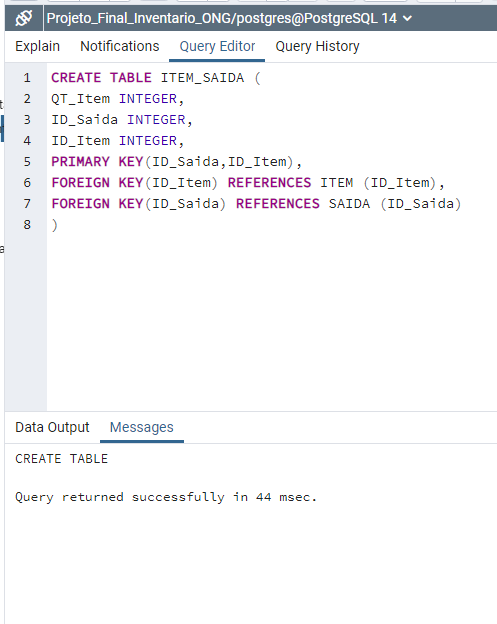 Projeto_Final_Inventario_ONG/postgres@PostgreSQL 14
Explain Notifications Query Editor Query History
1 CREATE TABLE ITEM_SAIDA (
2 QT_Item INTEGER,
3 ID_Saida INTEGER,
4 ID_Item INTEGER,
5 PRIMARY KEY(ID_Saida,ID_Item),
6 FOREIGN KEY(ID_Item) REFERENCES ITEM (ID_Item),
7 FOREIGN KEY(ID_Saida) REFERENCES SAIDA (ID_Saida)
8 )
Data Output Messages
CREATE TABLE
Query returned successfully in 44 msec.